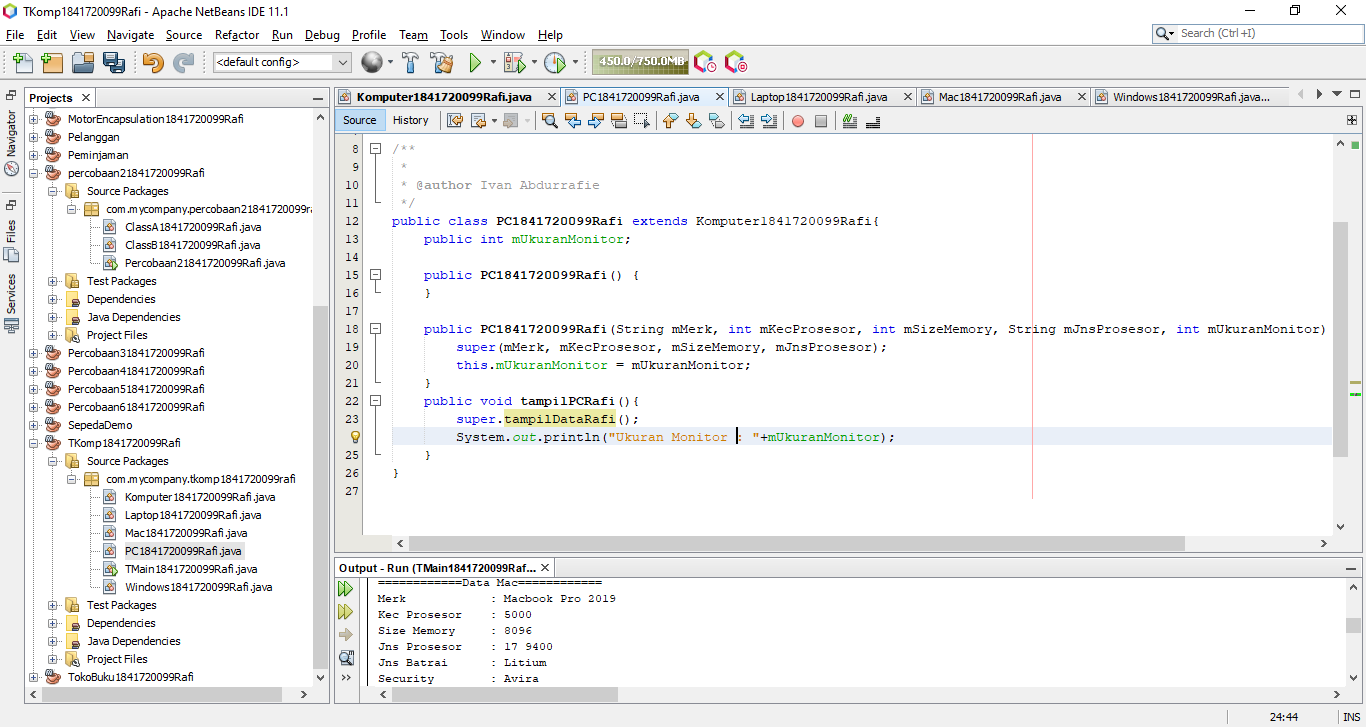 TKomp1841720099Rafi - Apache NetBeans IDE 11.1
File Edit View Navigate Source Refactor Run Debug Profile Team Tools Window Help
Search (Ctrl+I)
<default config>
450.0/750.0MB
Projects
Navigator
Files
Services
MotorEncapsulation1841720099Rafi
Pelanggan
Peminjaman
percobaan21841720099Rafi
Source Packages
com.mycompany.percobaan21841720099r
ClassA1841720099Rafi.java
ClassB1841720099Rafi.java
Percobaan21841720099Rafi.java
Test Packages
Dependencies
Java Dependencies
Project Files
Percobaan31841720099Rafi
Percobaan41841720099Rafi
Percobaan51841720099Rafi
Percobaan61841720099Rafi
SepedaDemo
TKomp1841720099Rafi
Source Packages
com.mycompany.tkomp1841720099rafi
Komputer1841720099Rafi.java
Laptop1841720099Rafi.java
Mac1841720099Rafi.java
PC1841720099Rafi.java
TMain1841720099Rafi.java
Windows1841720099Rafi.java
Test Packages
Dependencies
Java Dependencies
Project Files
TokoBuku1841720099Rafi
Komputer1841720099Rafi.java PC1841720099Rafi.java Laptop1841720099Rafi.java Mac1841720099Rafi.java Windows1841720099Rafi.java...
Source History
8 /**
9 *
10 * @author Ivan Abdurrafie
11 */
12 public class PC1841720099Rafi extends Komputer1841720099Rafi{
13 public int mUkuranMonitor;
14
15 public PC1841720099Rafi() {
16 }
17
18 public PC1841720099Rafi(String mMerk, int mKecProsesor, int mSizeMemory, String mJnsProsesor, int mUkuranMonitor)
19 super(mMerk, mKecProsesor, mSizeMemory, mJnsProsesor);
20 this.mUkuranMonitor = mUkuranMonitor;
21 }
22 public void tampilPCRafi(){
23 super.tampilDataRafi();
System.out.println("Ukuran Monitor : "+mUkuranMonitor);
25 }
26 }
27
Output - Run (TMain1841720099Raf...
============Data Mac============
Merk : Macbook Pro 2019
Kec Prosesor : 5000
Size Memory : 8096
Jns Prosesor : 17 9400
Jns Batrai : Litium
Security : Avira
24:44 INS